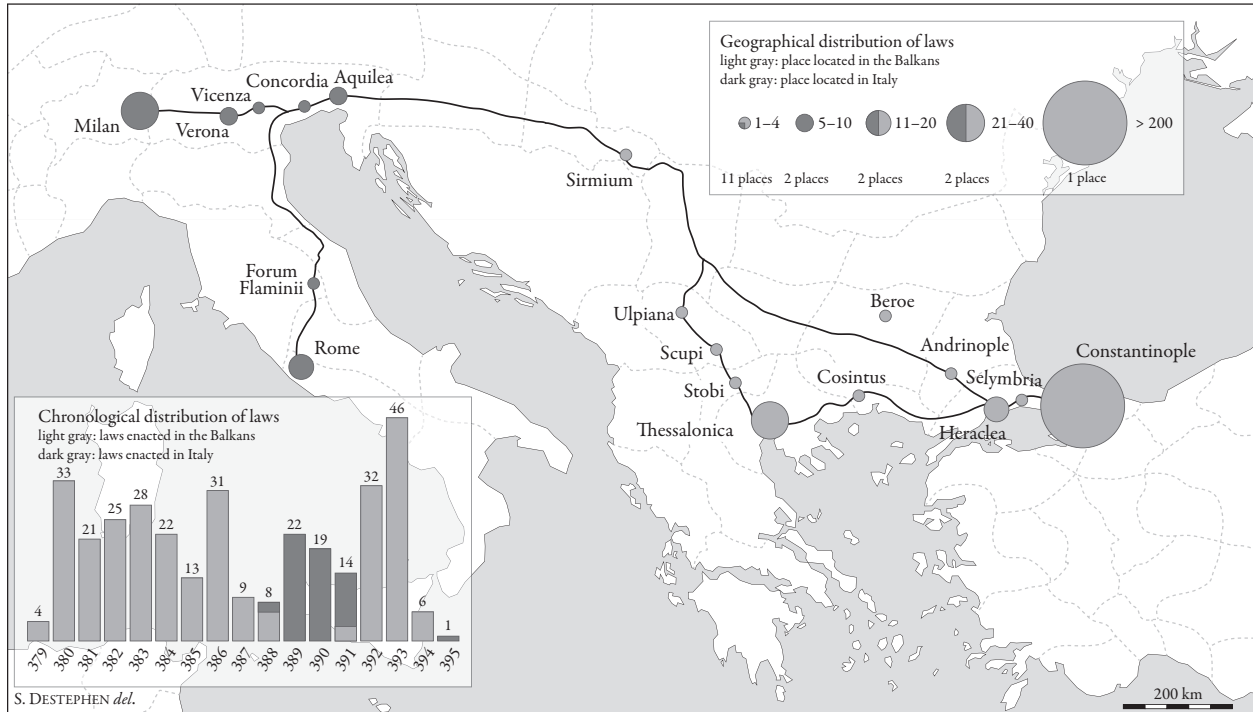 Geographical distribution of laws
light gray: place located in the Balkans
dark gray: place located in Italy
1–4
5–10
11–20
21–40
> 200
11 places
2 places
2 places
2 places
1 place
Milan
Verona
Vicenza
Concordia
Aquilea
Sirmium
Forum
Flaminii
Rome
Ulpiana
Scupi
Stobi
Thessalonica
Cosintus
Beroe
Andrinople
Selymbria
Heraclea
Constantinople
Chronological distribution of laws
light gray: laws enacted in the Balkans
dark gray: laws enacted in Italy
4
33
21
25
28
22
13
31
9
8
22
19
14
32
46
6
1
379
380
381
382
383
384
385
386
387
388
389
390
391
392
393
394
395
S. DESTEPHEN del.
200 km